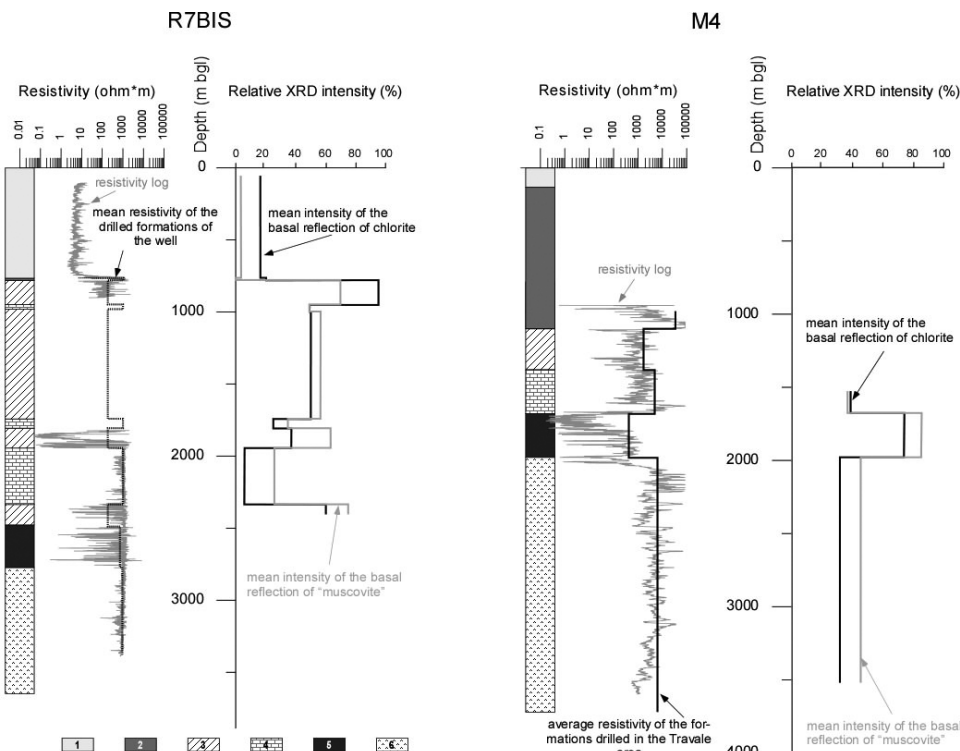 R7BIS
M4
Resistivity (ohm*m)
0.01 0.1 1 10 100 1000 10000 100000
Depth (m bgl)
Relative XRD intensity (%)
0 20 40 60 80 100
resistivity log
mean resistivity of the
drilled formations of
the well
mean intensity of the
basal reflection of chlorite
mean intensity of the basal
reflection of "muscovite"
0
1000
2000
3000
Resistivity (ohm*m)
0.1 1 10 100 1000 10000 100000
Depth (m bgl)
Relative XRD intensity (%)
0 20 40 60 80 100
resistivity log
mean intensity of the
basal reflection of chlorite
average resistivity of the for-
mations drilled in the Travale
mean intensity of the basal
reflection of "muscovite"
0
1000
2000
3000
4000
1 2 3 4 5 6